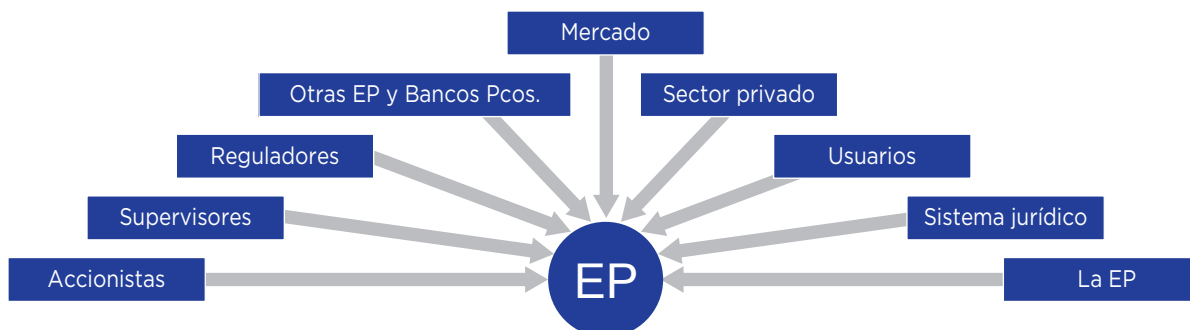 Mercado
Otras EP y Bancos Pcos.
Sector privado
Reguladores
Usuarios
Supervisores
Sistema jurídico
Accionistas
EP
La EP